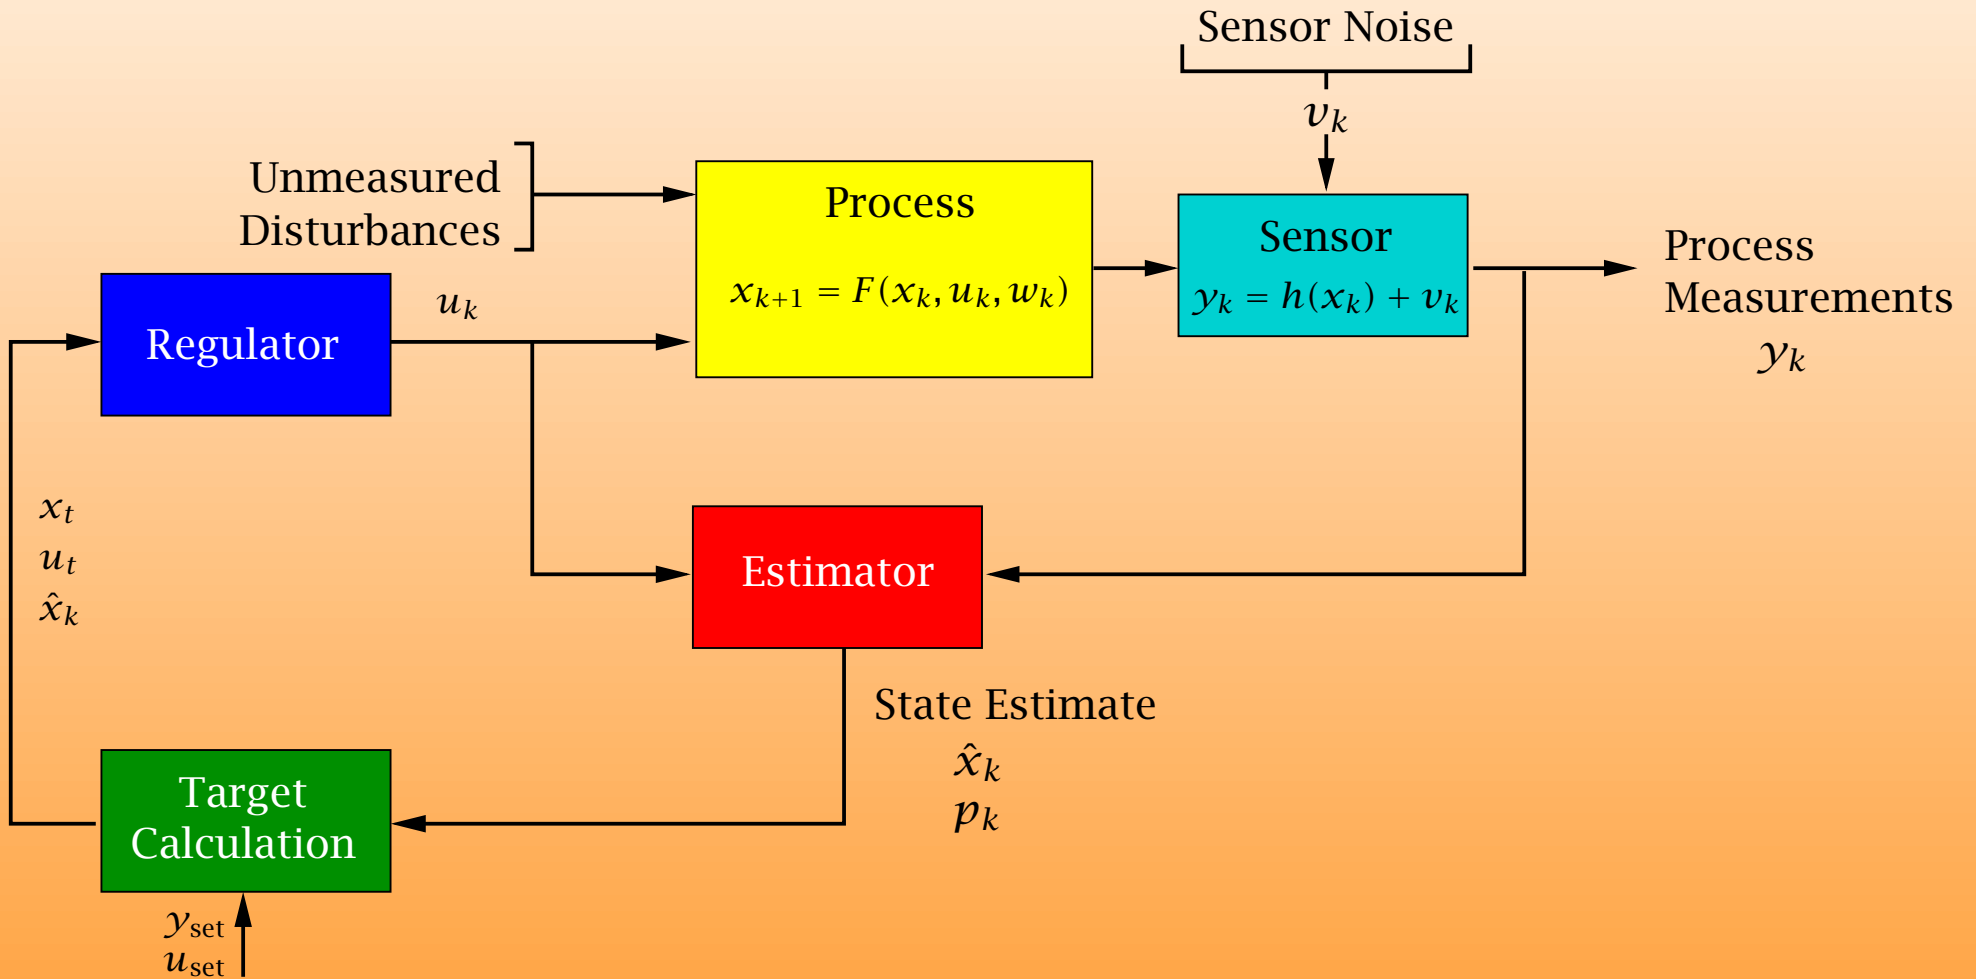 Sensor Noise
v_k
Unmeasured
Disturbances
Process
x_{k+1} = F(x_k, u_k, w_k)
Sensor
y_k = h(x_k) + v_k
Process
Measurements
y_k
u_k
Regulator
x_t
u_t
x̂_k
Estimator
State Estimate
x̂_k
p_k
Target
Calculation
y_set
u_set